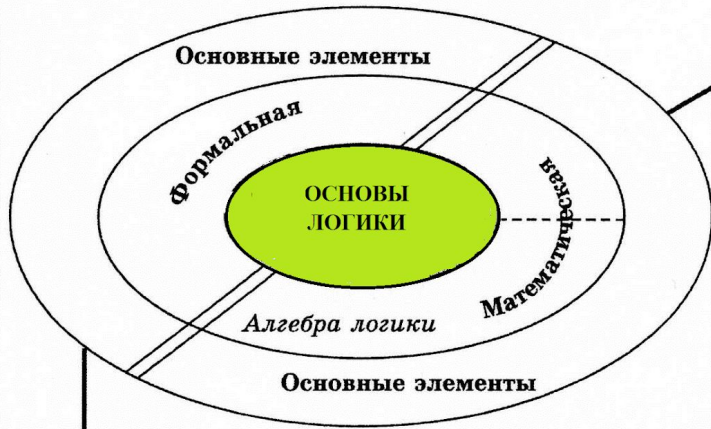 Основные элементы
Формальная
Математическая
ОСНОВЫ
ЛОГИКИ
Алгебра логики
Основные элементы